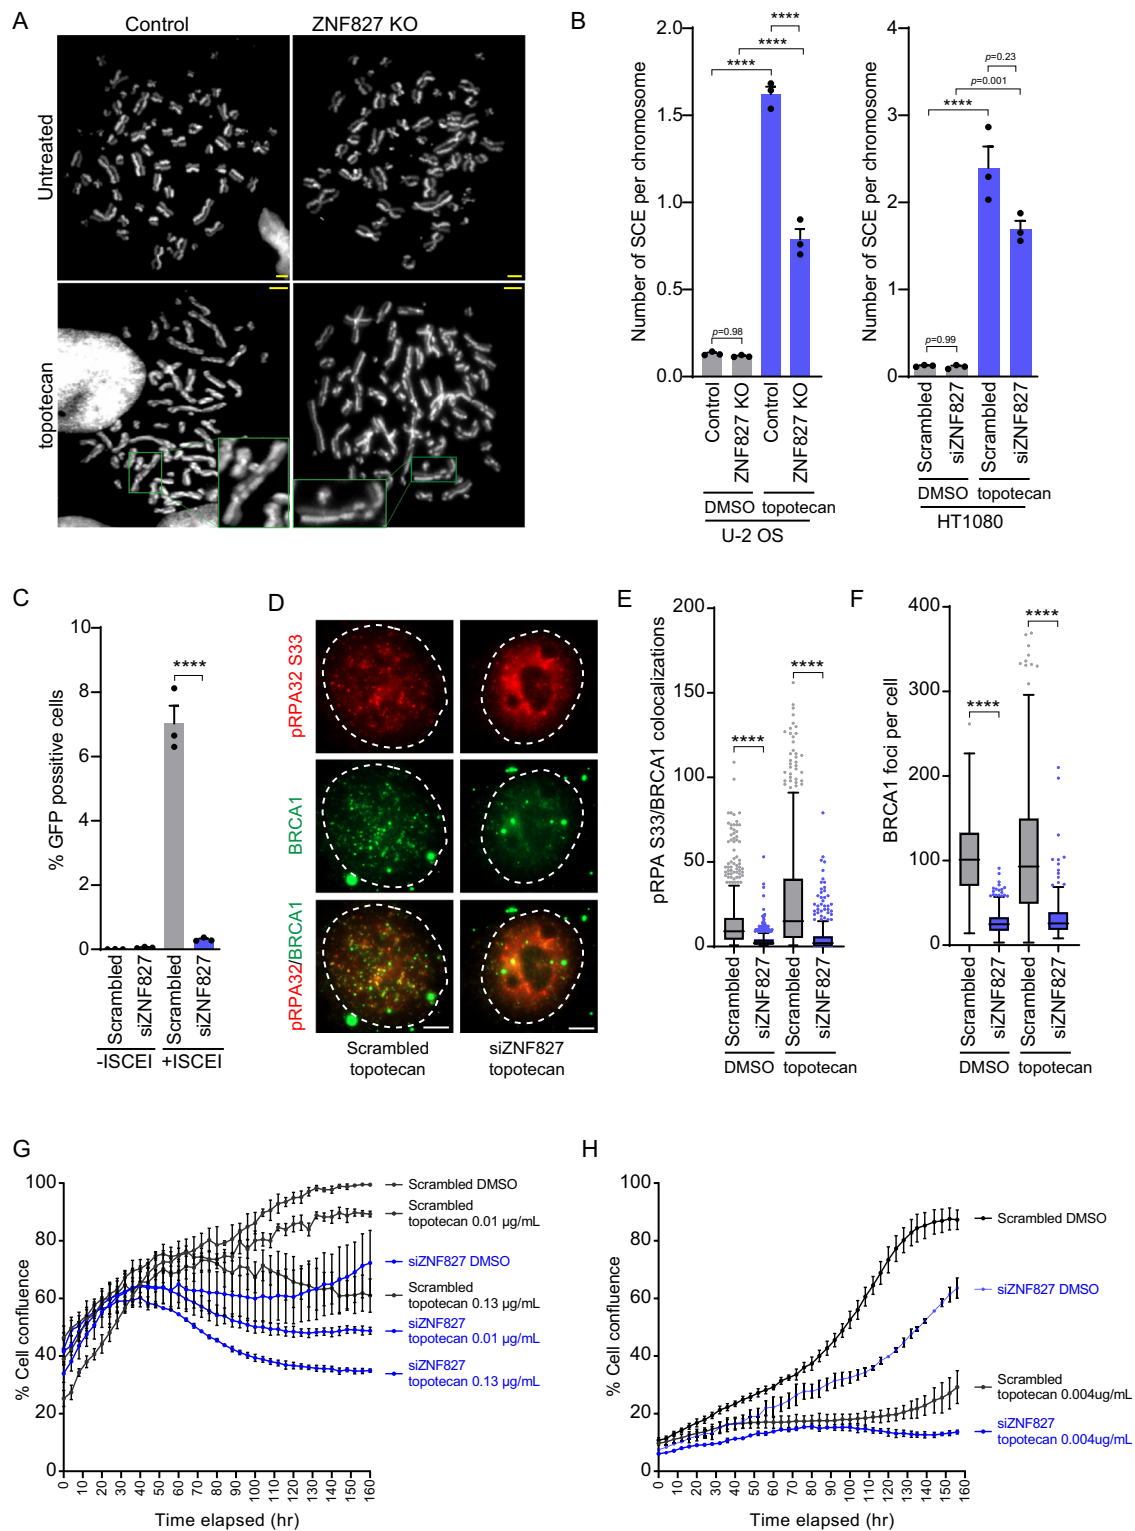 A
Control
ZNF827 KO
Untreated
topotecan
B
Number of SCE per chromosome
2.0
1.5
1.0
0.5
0.0
****
****
****
p=0.98
Control
ZNF827 KO
Control
ZNF827 KO
DMSO
topotecan
U-2 OS
Number of SCE per chromosome
4
3
2
1
0
p=0.23
p=0.001
****
p=0.99
Scrambled
siZNF827
Scrambled
siZNF827
DMSO
topotecan
HT1080
C
% GFP possitive cells
10
8
6
4
2
0
****
Scrambled
siZNF827
Scrambled
siZNF827
-ISCEI
+ISCEI
D
pRPA32 S33
BRCA1
pRPA32/BRCA1
Scrambled
topotecan
siZNF827
topotecan
E
pRPA S33/BRCA1 colocalizations
200
150
100
50
0
****
****
Scrambled
siZNF827
Scrambled
siZNF827
DMSO
topotecan
F
BRCA1 foci per cell
400
300
200
100
0
****
****
Scrambled
siZNF827
Scrambled
siZNF827
DMSO
topotecan
G
% Cell confluence
100
80
60
40
20
0
0 10 20 30 40 50 60 70 80 90 100 110 120 130 140 150 160
Time elapsed (hr)
Scrambled DMSO
Scrambled
topotecan 0.01 µg/mL
siZNF827 DMSO
Scrambled
topotecan 0.13 µg/mL
siZNF827
topotecan 0.01 µg/mL
siZNF827
topotecan 0.13 µg/mL
H
% Cell confluence
100
80
60
40
20
0
0 10 20 30 40 50 60 70 80 90 100 110 120 130 140 150 160
Time elapsed (hr)
Scrambled DMSO
siZNF827 DMSO
Scrambled
topotecan 0.004ug/mL
siZNF827
topotecan 0.004ug/mL